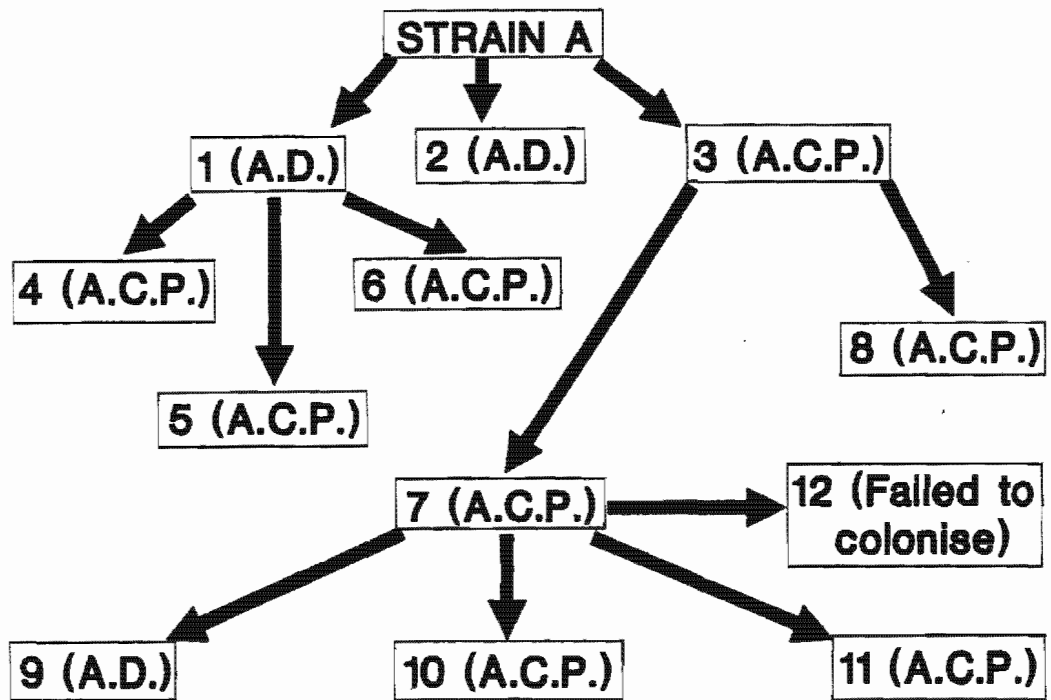 STRAIN A
1 (A.D.)
2 (A.D.)
3 (A.C.P.)
4 (A.C.P.)
6 (A.C.P.)
8 (A.C.P.)
5 (A.C.P.)
7 (A.C.P.)
12 (Failed to
colonise)
9 (A.D.)
10 (A.C.P.)
11 (A.C.P.)